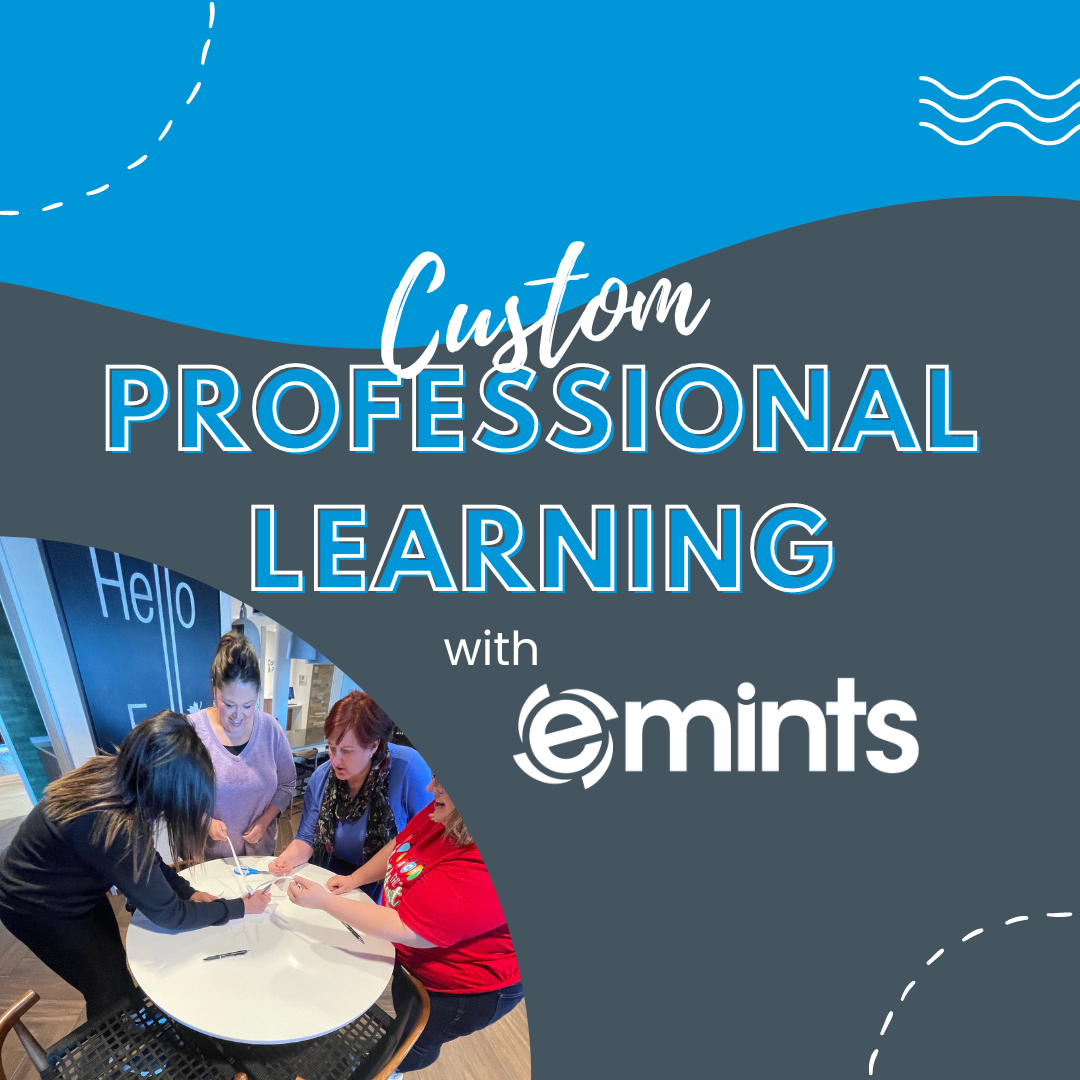 Custom
PROFESSIONAL
LEARNING
with
emints
Hello